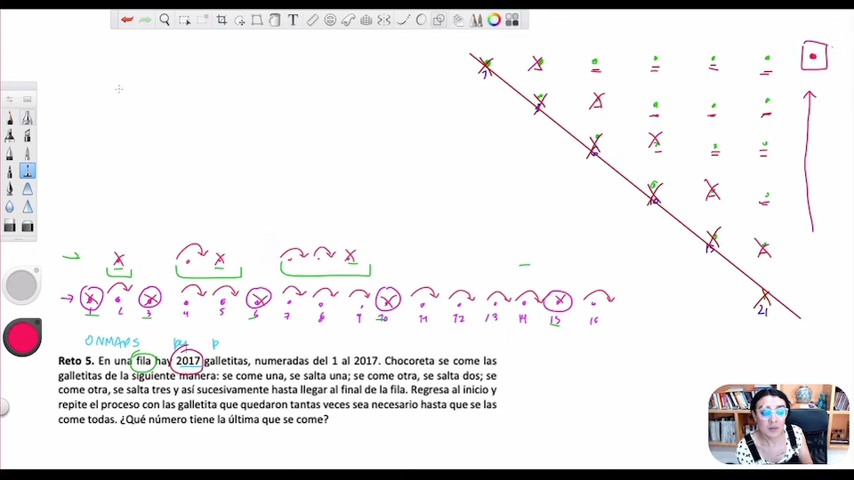 1
3
6
10
15
21
1 2 3 4 5 6 7 8 9 10 11 12 13 14 15 16
ONMAPS
Reto 5. En una fila hay 2017 galletitas, numeradas del 1 al 2017. Chocoreta se come las
galletitas de la siguiente manera: se come una, se salta una; se come otra, se salta dos; se
come otra, se salta tres y así sucesivamente hasta llegar al final de la fila. Regresa al inicio y
repite el proceso con las galletita que quedaron tantas veces sea necesario hasta que se las
come todas. ¿Qué número tiene la última que se come?